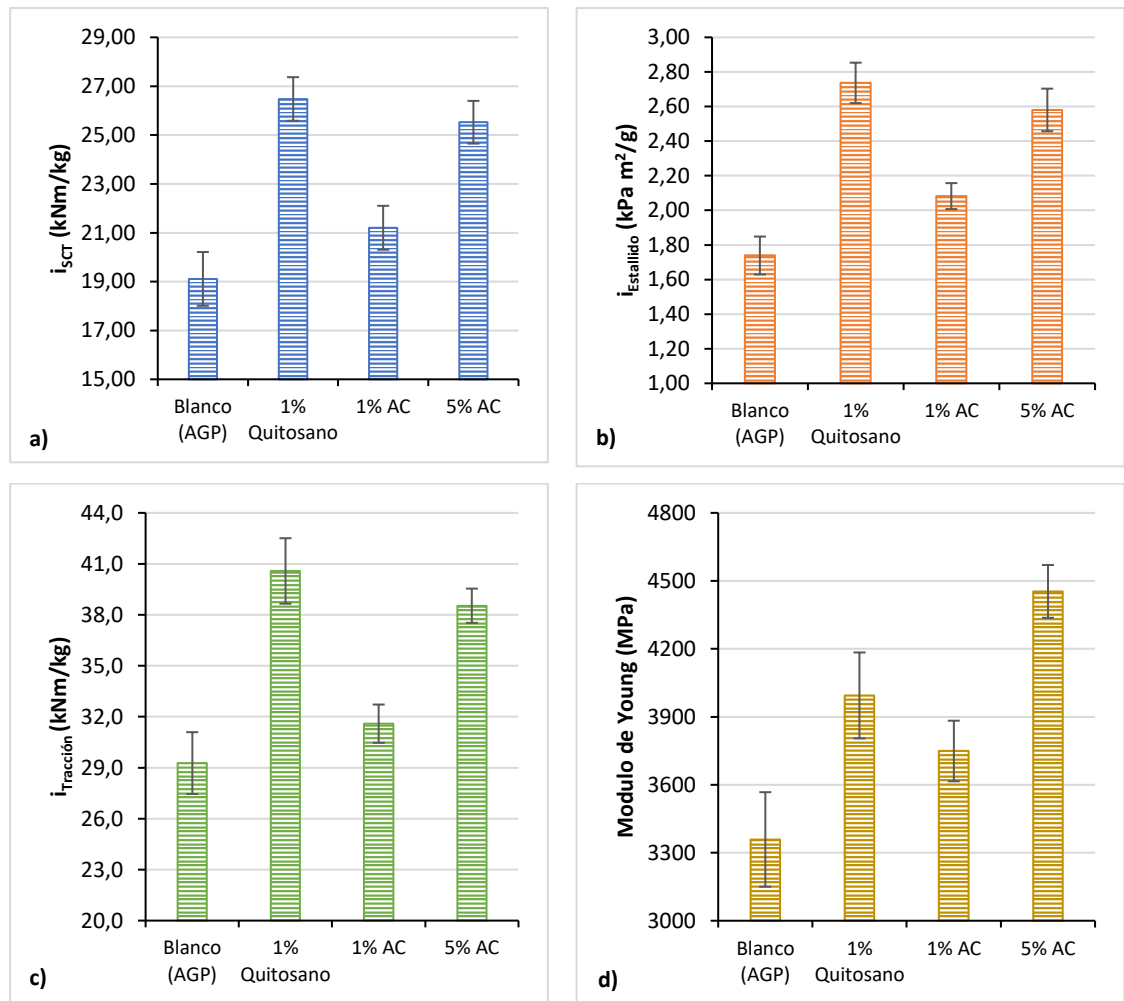 29,00
27,00
25,00
23,00
21,00
19,00
17,00
15,00
iSCT (kNm/kg)
Blanco
(AGP)
1%
Quitosano
1% AC
5% AC
a)
3,00
2,80
2,60
2,40
2,20
2,00
1,80
1,60
1,40
1,20
1,00
iEstallido (kPa m²/g)
Blanco
(AGP)
1%
Quitosano
1% AC
5% AC
b)
44,0
41,0
38,0
35,0
32,0
29,0
26,0
23,0
20,0
iTracción (kNm/kg)
Blanco
(AGP)
1%
Quitosano
1% AC
5% AC
c)
4800
4500
4200
3900
3600
3300
3000
Modulo de Young (MPa)
Blanco
(AGP)
1%
Quitosano
1% AC
5% AC
d)